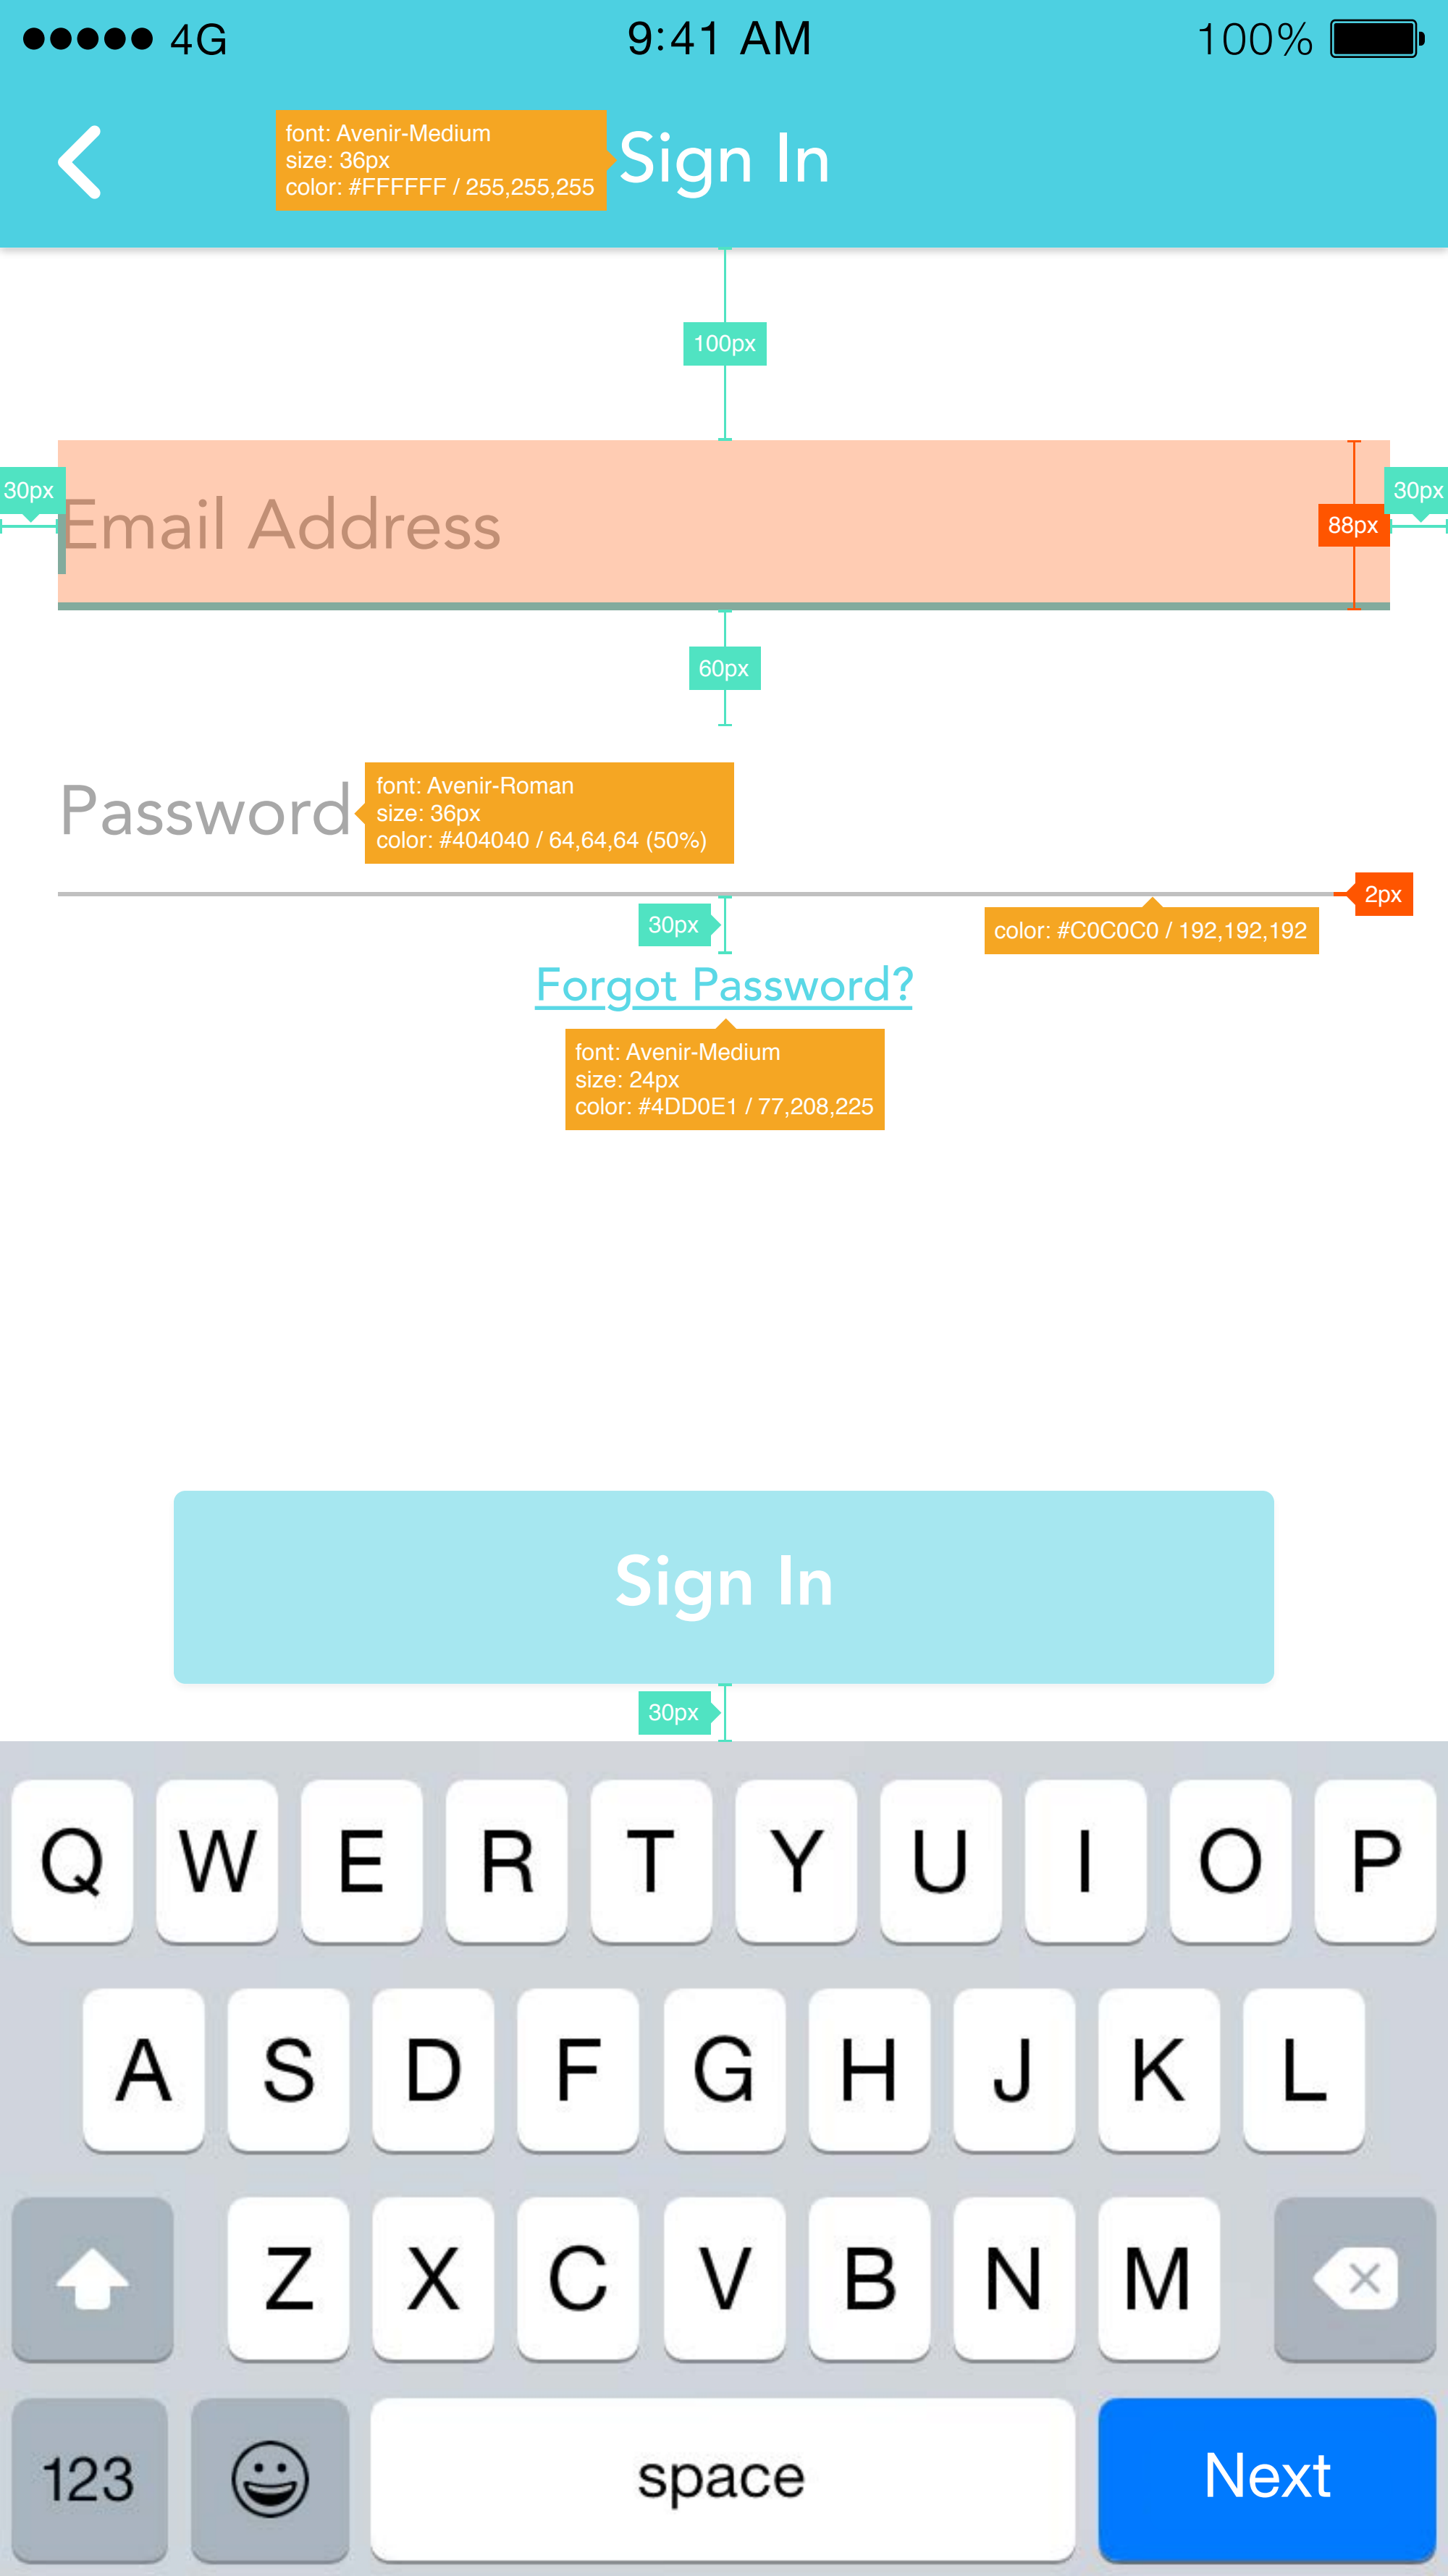 4G 9:41 AM 100%
font: Avenir-Medium
size: 36px
color: #FFFFFF / 255,255,255
Sign In
100px
30px
Email Address
88px
30px
60px
Password
font: Avenir-Roman
size: 36px
color: #404040 / 64,64,64 (50%)
2px
30px
color: #C0C0C0 / 192,192,192
Forgot Password?
font: Avenir-Medium
size: 24px
color: #4DD0E1 / 77,208,225
Sign In
30px
Q W E R T Y U I O P
A S D F G H J K L
Z X C V B N M
123 space Next